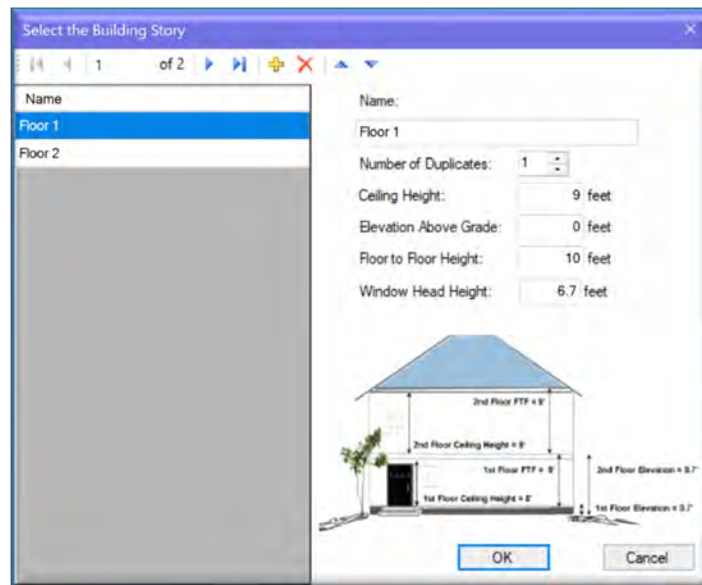 Select the Building Story
1 of 2
Name
Floor 1
Floor 2
Name:
Floor 1
Number of Duplicates: 1
Ceiling Height: 9 feet
Elevation Above Grade: 0 feet
Floor to Floor Height: 10 feet
Window Head Height: 6.7 feet
2nd Floor FTF = 9'
2nd Floor Ceiling Height = 8'
1st Floor FTF = 9'
2nd Floor Elevation = 9.7'
1st Floor Ceiling Height = 8'
1st Floor Elevation = 0.7'
OK Cancel